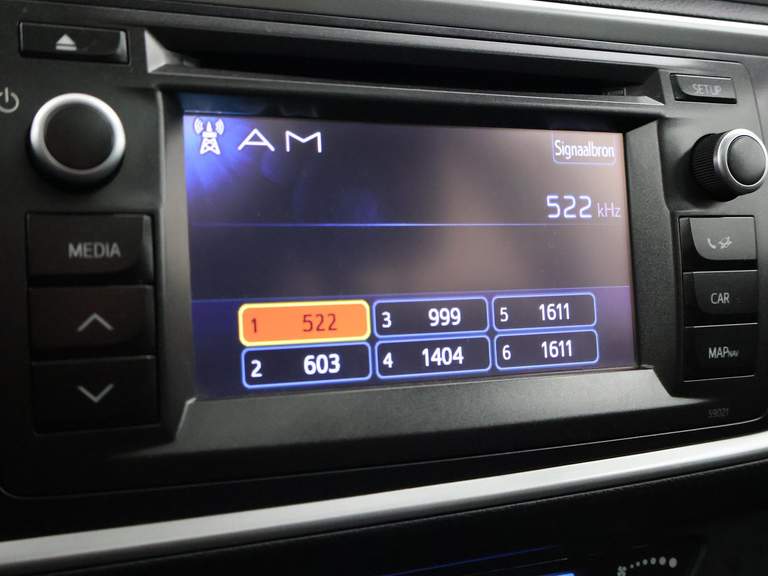 SETUP
AM
Signaalbron
522 kHz
MEDIA
CAR
MAP NAV
1 522
3 999
5 1611
2 603
4 1404
6 1611
59021